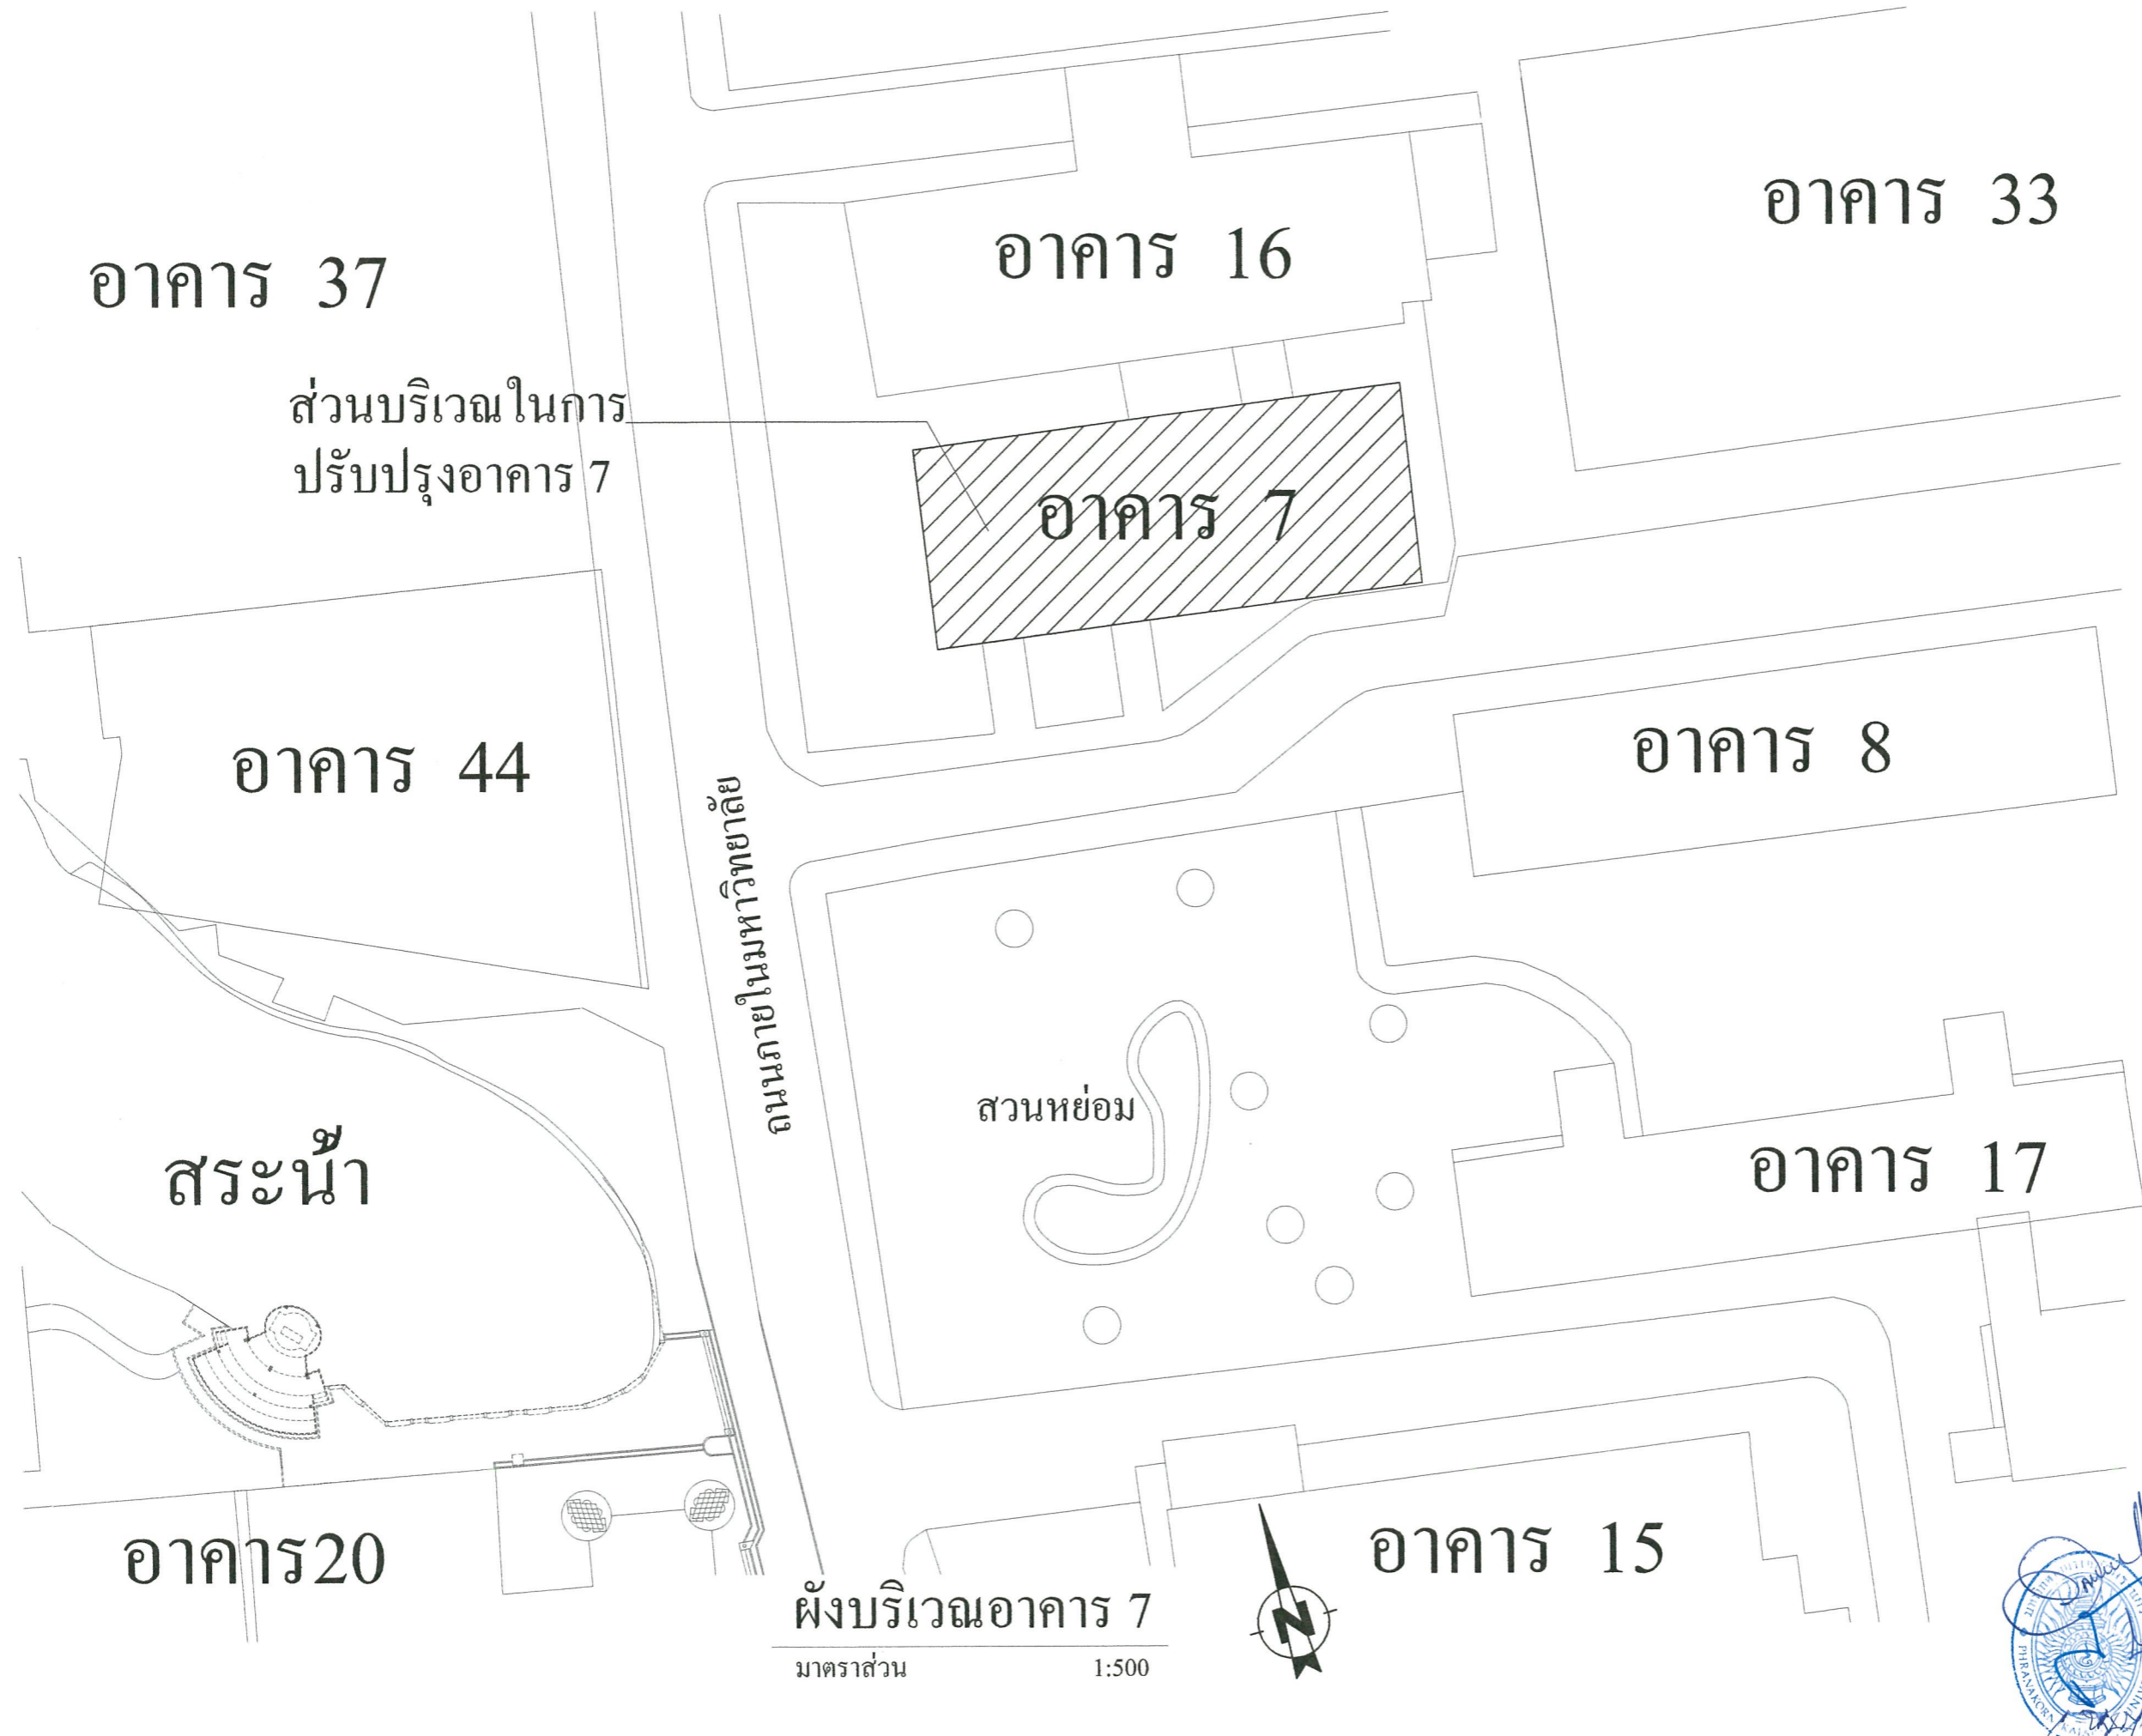 อาคาร 33
อาคาร 16
อาคาร 37
ส่วนบริเวณในการ
ปรับปรุงอาคาร 7
อาคาร 7
อาคาร 44
อาคาร 8
ถนนภายในมหาวิทยาลัย
สวนหย่อม
สระน้ำ
อาคาร 17
อาคาร20
อาคาร 15
ผังบริเวณอาคาร 7
มาตราส่วน 1:500
N
PHRANAKORN